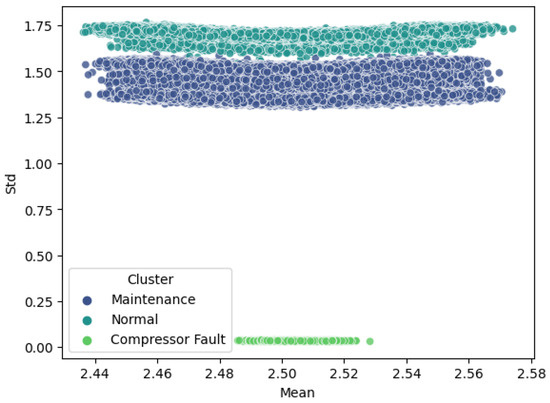 1.75
1.50
1.25
1.00
0.75
0.50
0.25
0.00
Std
Cluster
Maintenance
Normal
Compressor Fault
2.44 2.46 2.48 2.50 2.52 2.54 2.56 2.58
Mean